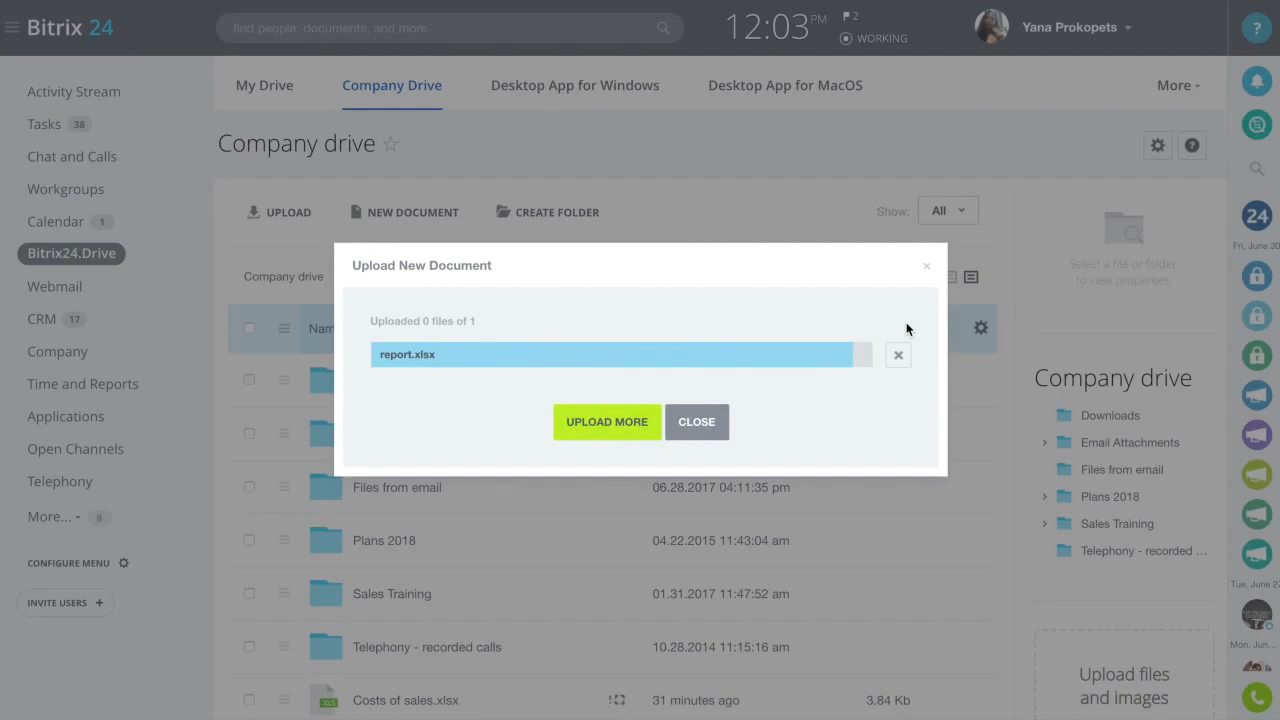 Bitrix 24
find people, documents, and more
12:03 PM
2
WORKING
Yana Prokopets
?
Activity Stream
Tasks 38
Chat and Calls
Workgroups
Calendar 1
Bitrix24.Drive
Webmail
CRM 17
Company
Time and Reports
Applications
Open Channels
Telephony
More... 6
CONFIGURE MENU
INVITE USERS +
My Drive
Company Drive
Desktop App for Windows
Desktop App for MacOS
More
Company drive
?
UPLOAD
NEW DOCUMENT
CREATE FOLDER
Show: All
Company drive
Upload New Document
×
Uploaded 0 files of 1
report.xlsx
UPLOAD MORE
CLOSE
Files from email 06.28.2017 04:11:35 pm
Plans 2018 04.22.2015 11:43:04 am
Sales Training 01.31.2017 11:47:52 am
Telephony - recorded calls 10.28.2014 11:15:16 am
XLS Costs of sales.xlsx 31 minutes ago 3.84 Kb
Select a file or folder
to view properties.
Company drive
Downloads
Email Attachments
Files from email
Plans 2018
Sales Training
Telephony - recorded ...
Upload files
and images
24
Fri, June 30
Tue, June 27
Mon, Jun...